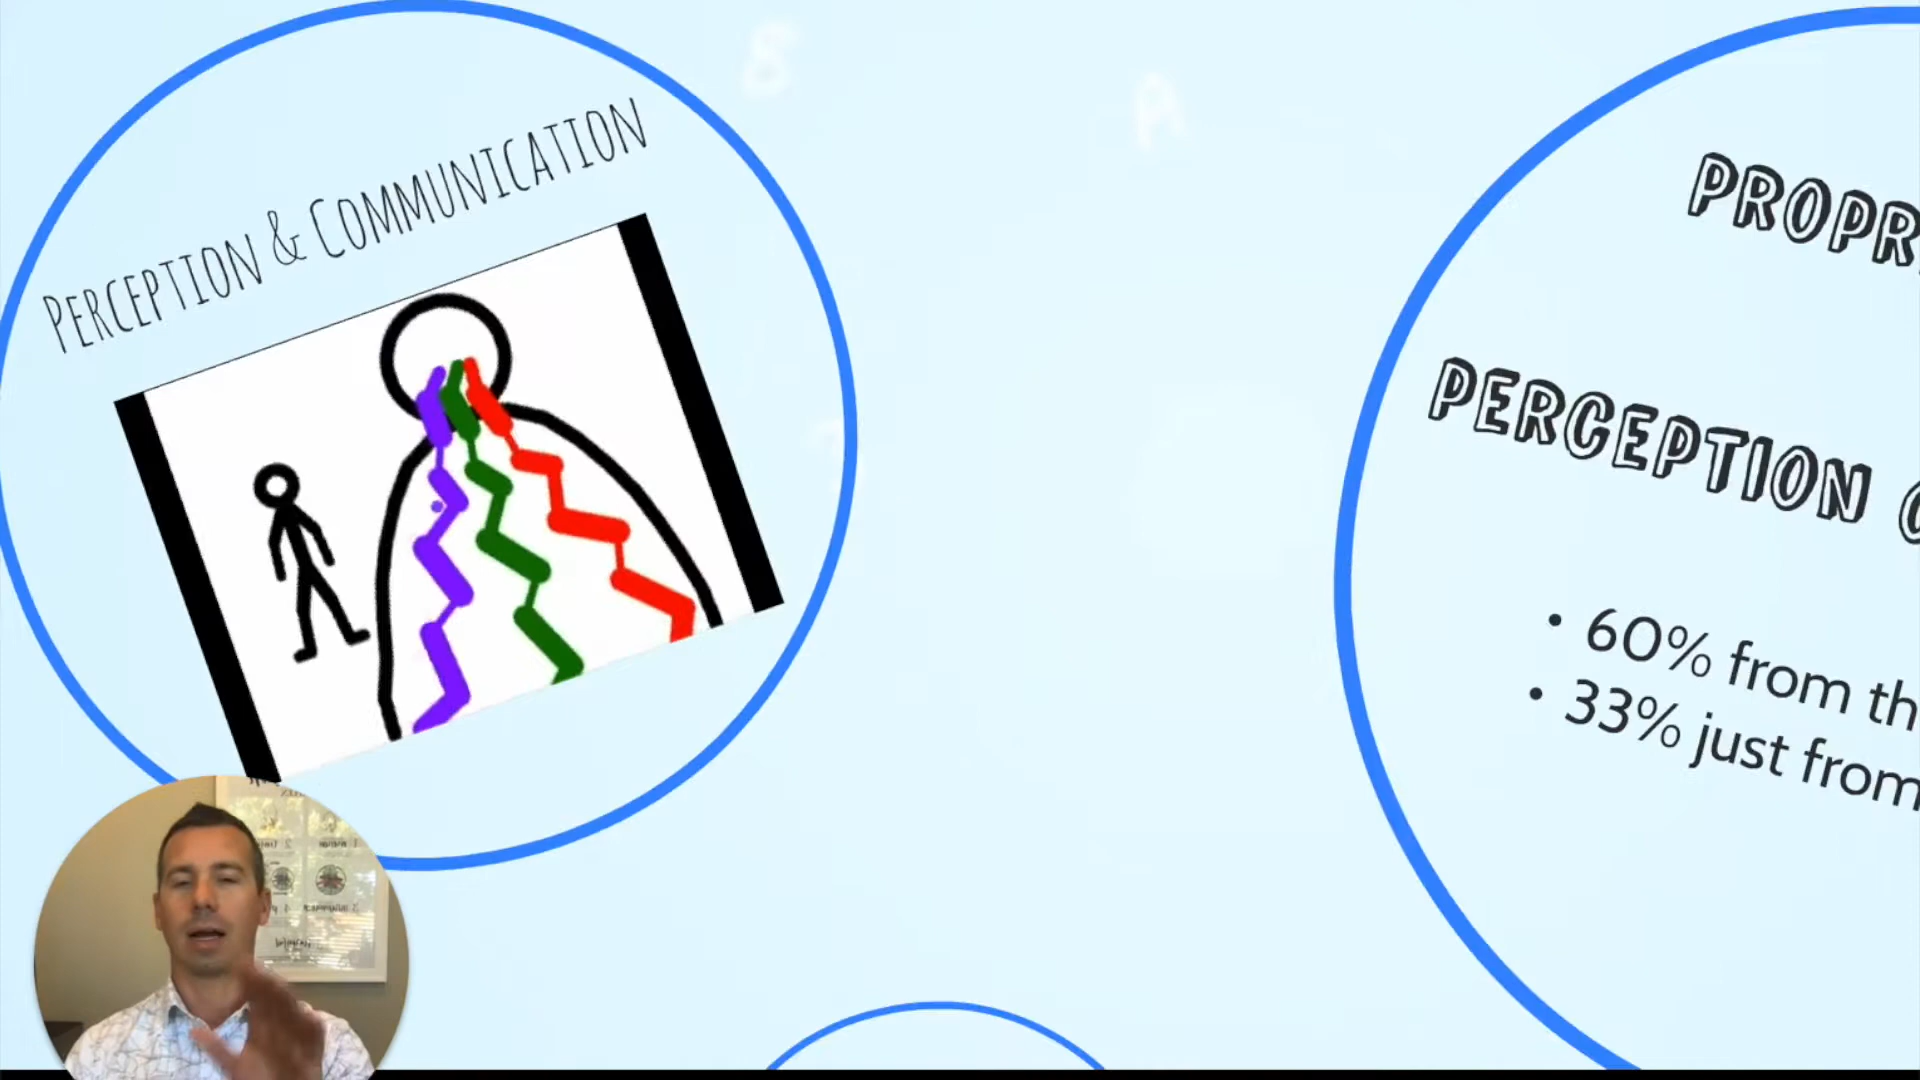 PERCEPTION & COMMUNICATION
PROPR
PERCEPTION
• 60% from th
• 33% just from